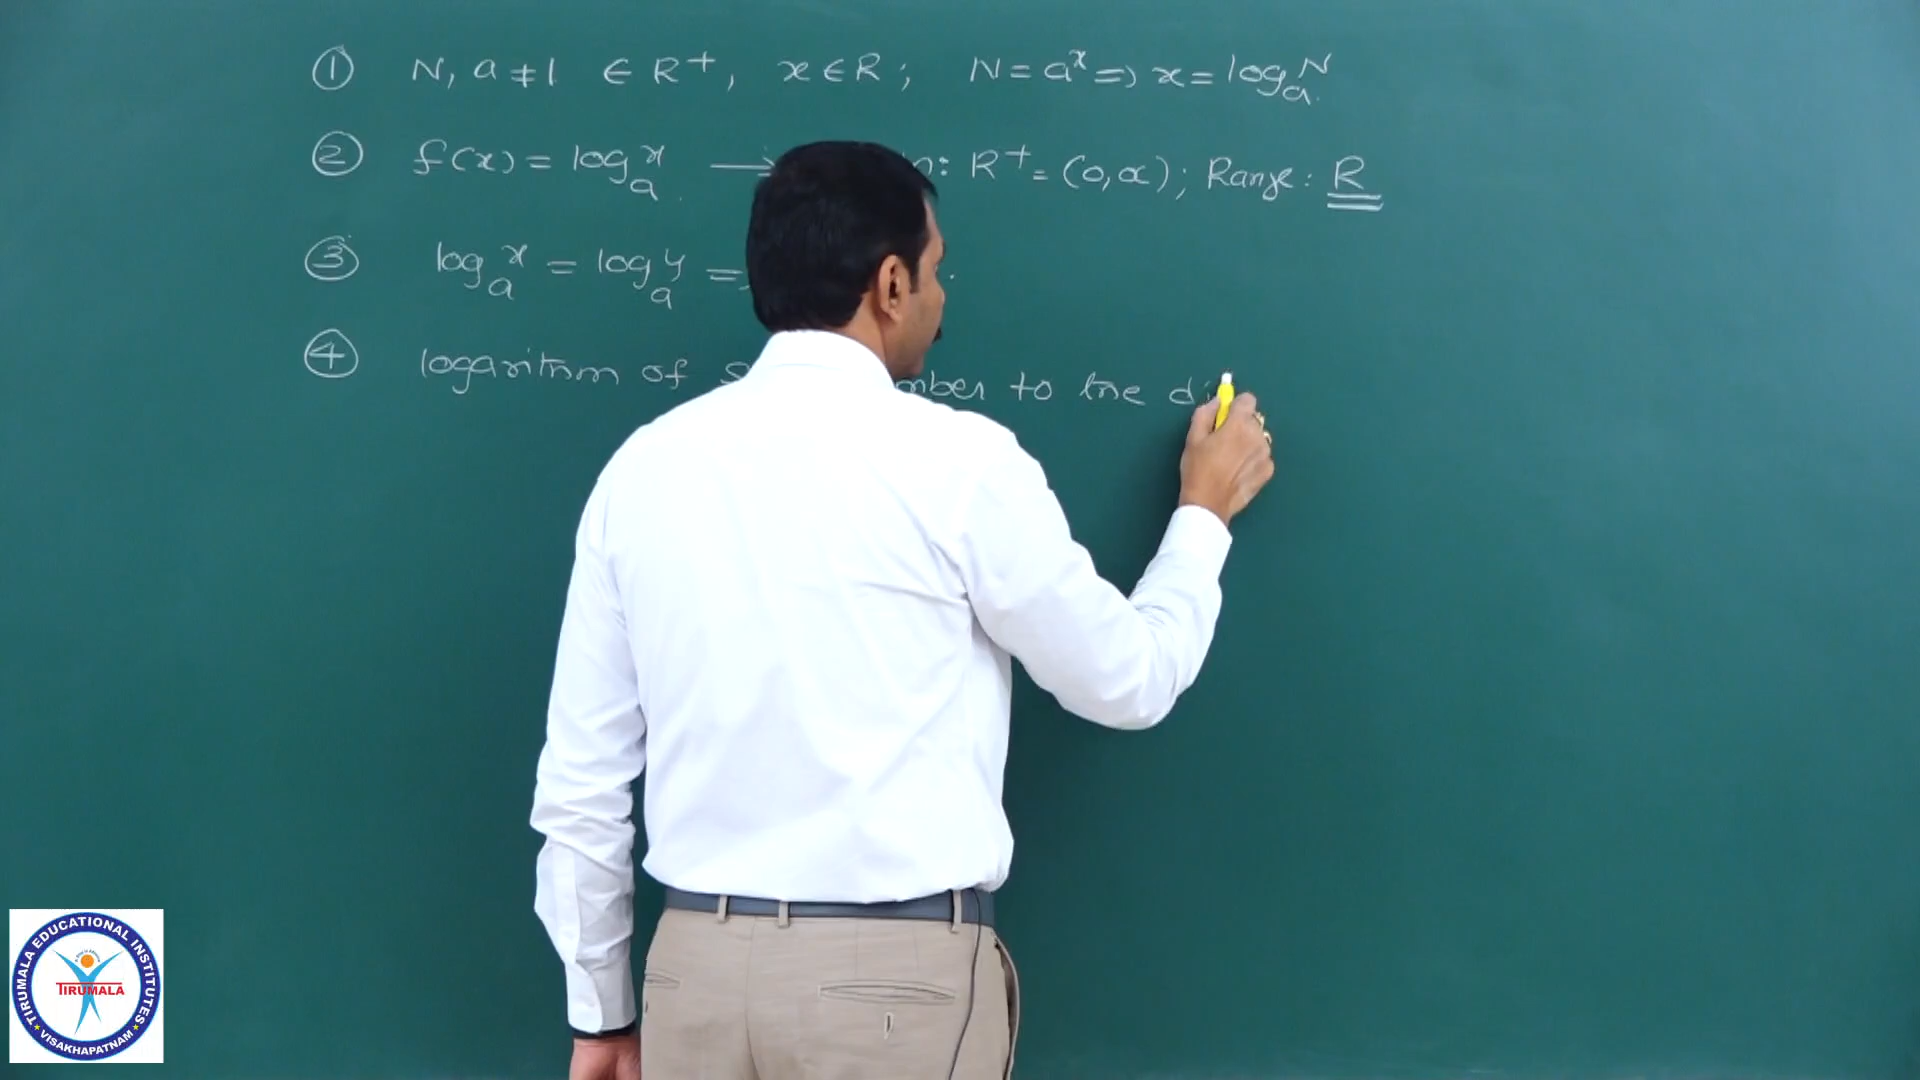 ① N, a ≠ 1 ∈ R⁺, x ∈ R ; N = aˣ => x = logₐN.
② f(x) = logₐx. → n: R⁺ = (0, ∝) ; Range : R
③ logₐx = logₐy =>
④ logarithm of to the di
TIRUMALA EDUCATIONAL INSTITUTES
TIRUMALA
★ VISAKHAPATNAM ★